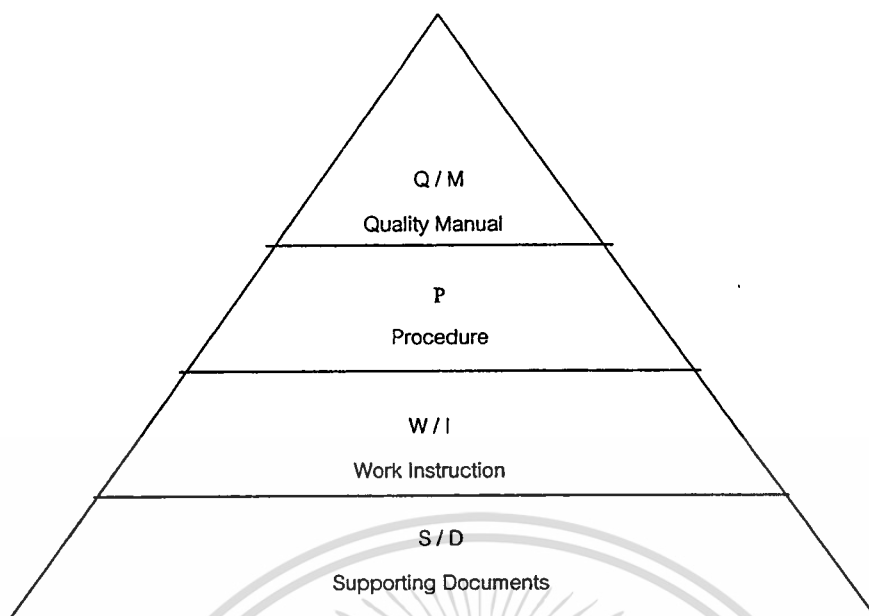 Q / M
Quality Manual
P
Procedure
W / I
Work Instruction
S / D
Supporting Documents